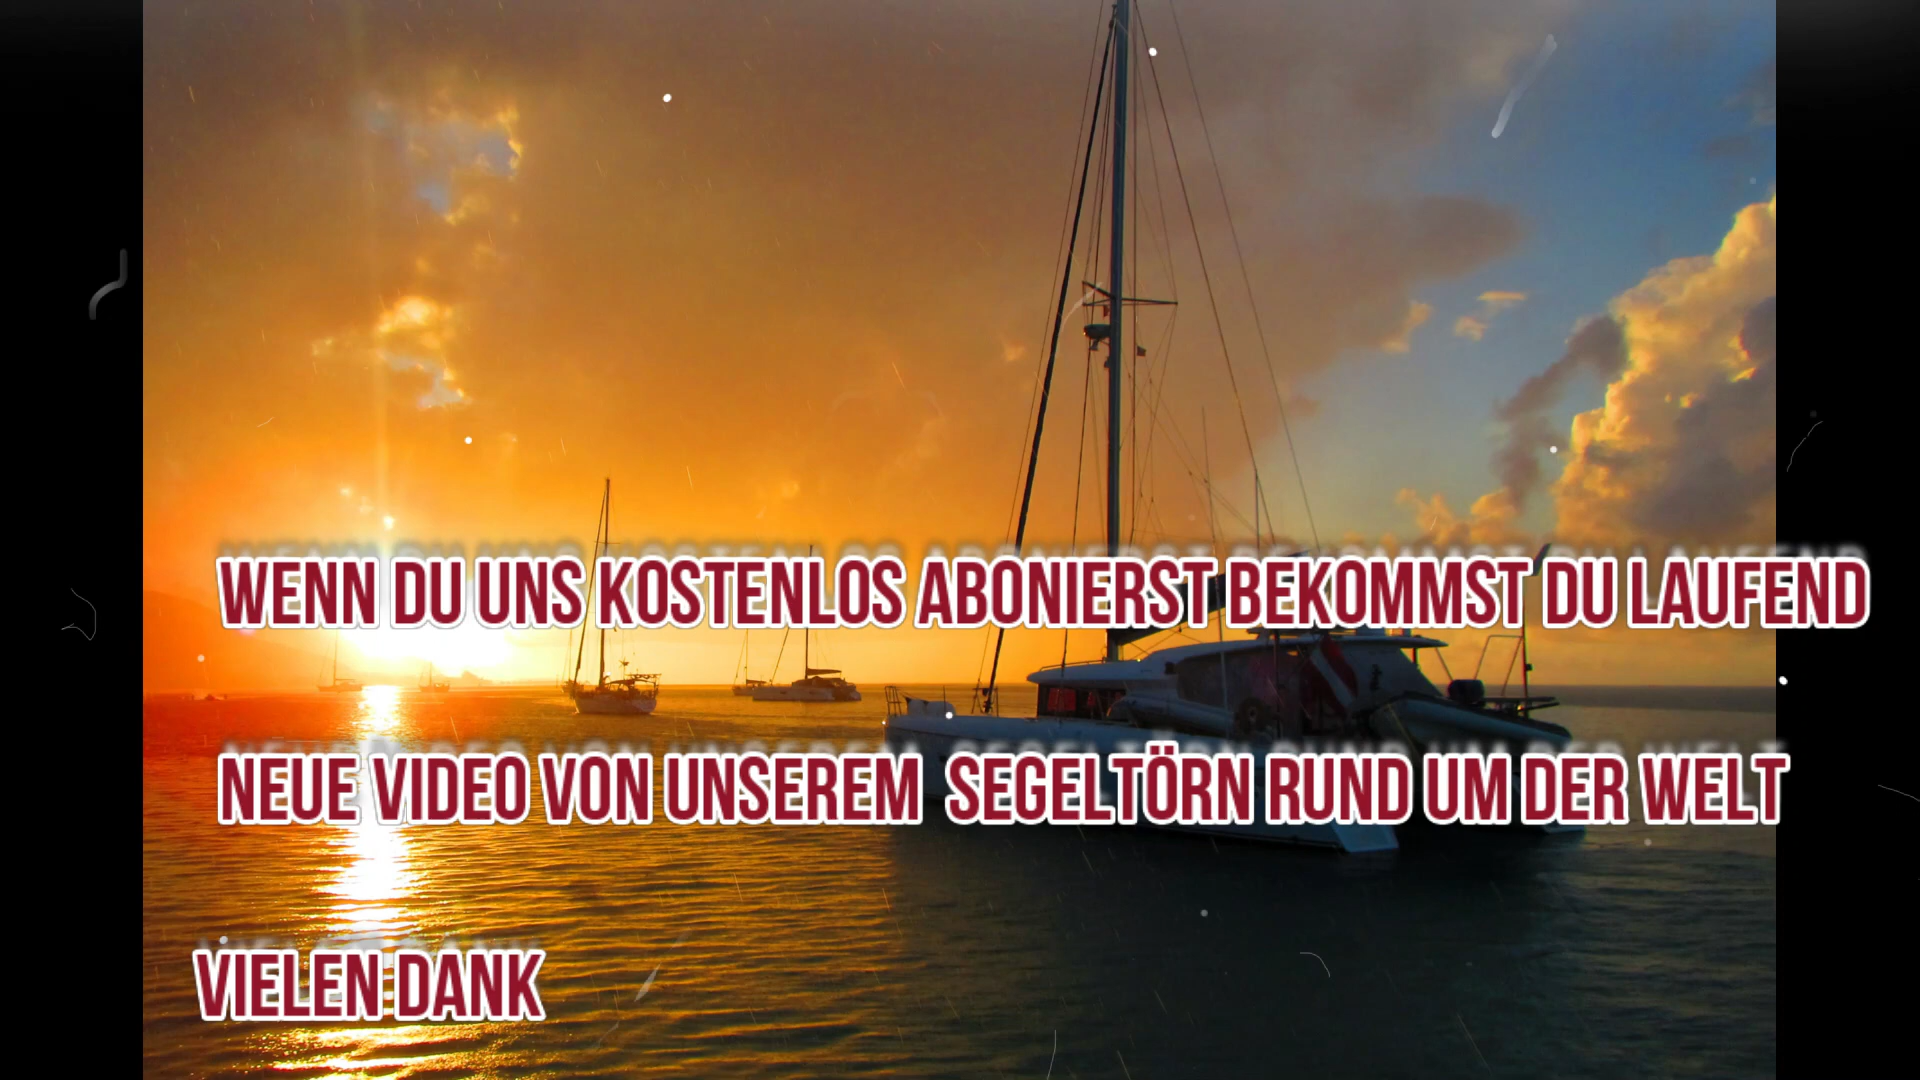 WENN DU UNS KOSTENLOS ABONIERST BEKOMMST DU LAUFEND
NEUE VIDEO VON UNSEREM SEGELTÖRN RUND UM DER WELT
VIELEN DANK